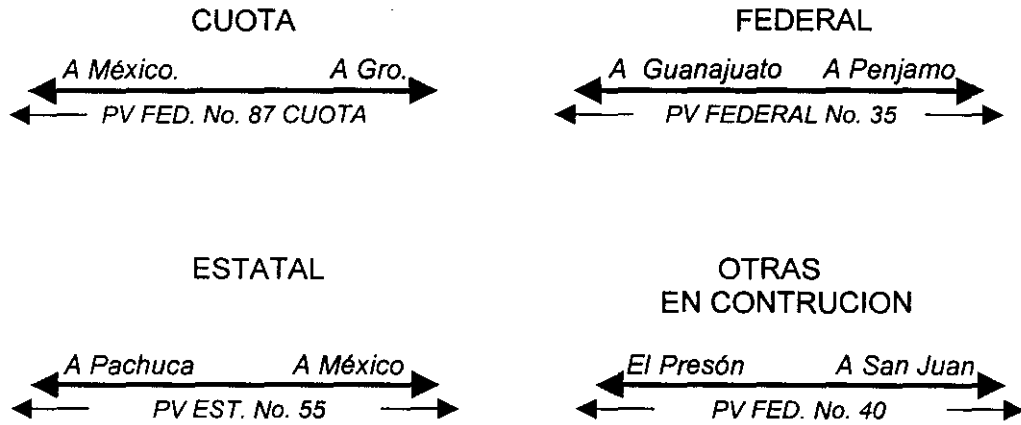 CUOTA
A México. A Gro.
PV FED. No. 87 CUOTA
FEDERAL
A Guanajuato A Penjamo
PV FEDERAL No. 35
ESTATAL
A Pachuca A México
PV EST. No. 55
OTRAS
EN CONTRUCION
El Presón A San Juan
PV FED. No. 40